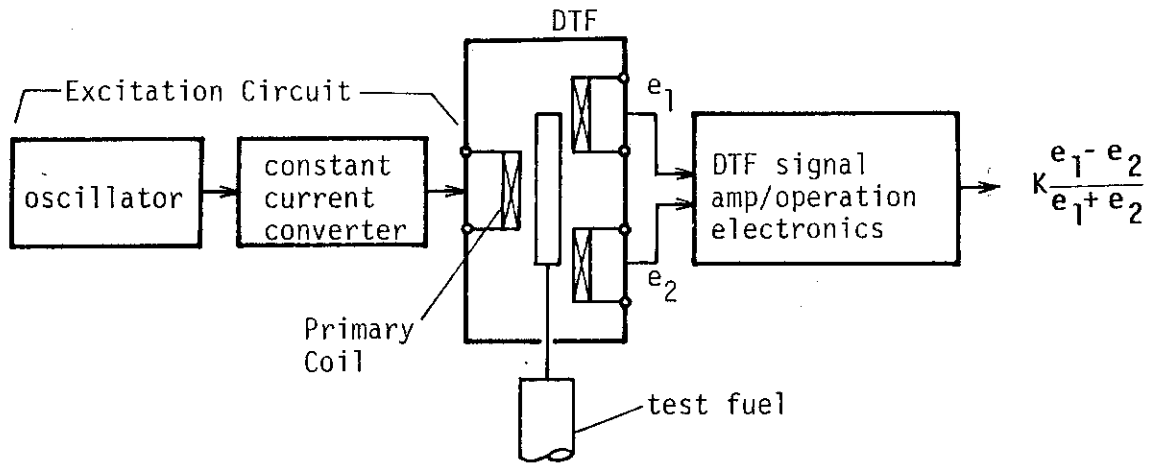 DTF
Excitation Circuit
oscillator
constant
current
converter
e₁
e₂
DTF signal
amp/operation
electronics
K (e₁ - e₂) / (e₁ + e₂)
Primary
Coil
test fuel